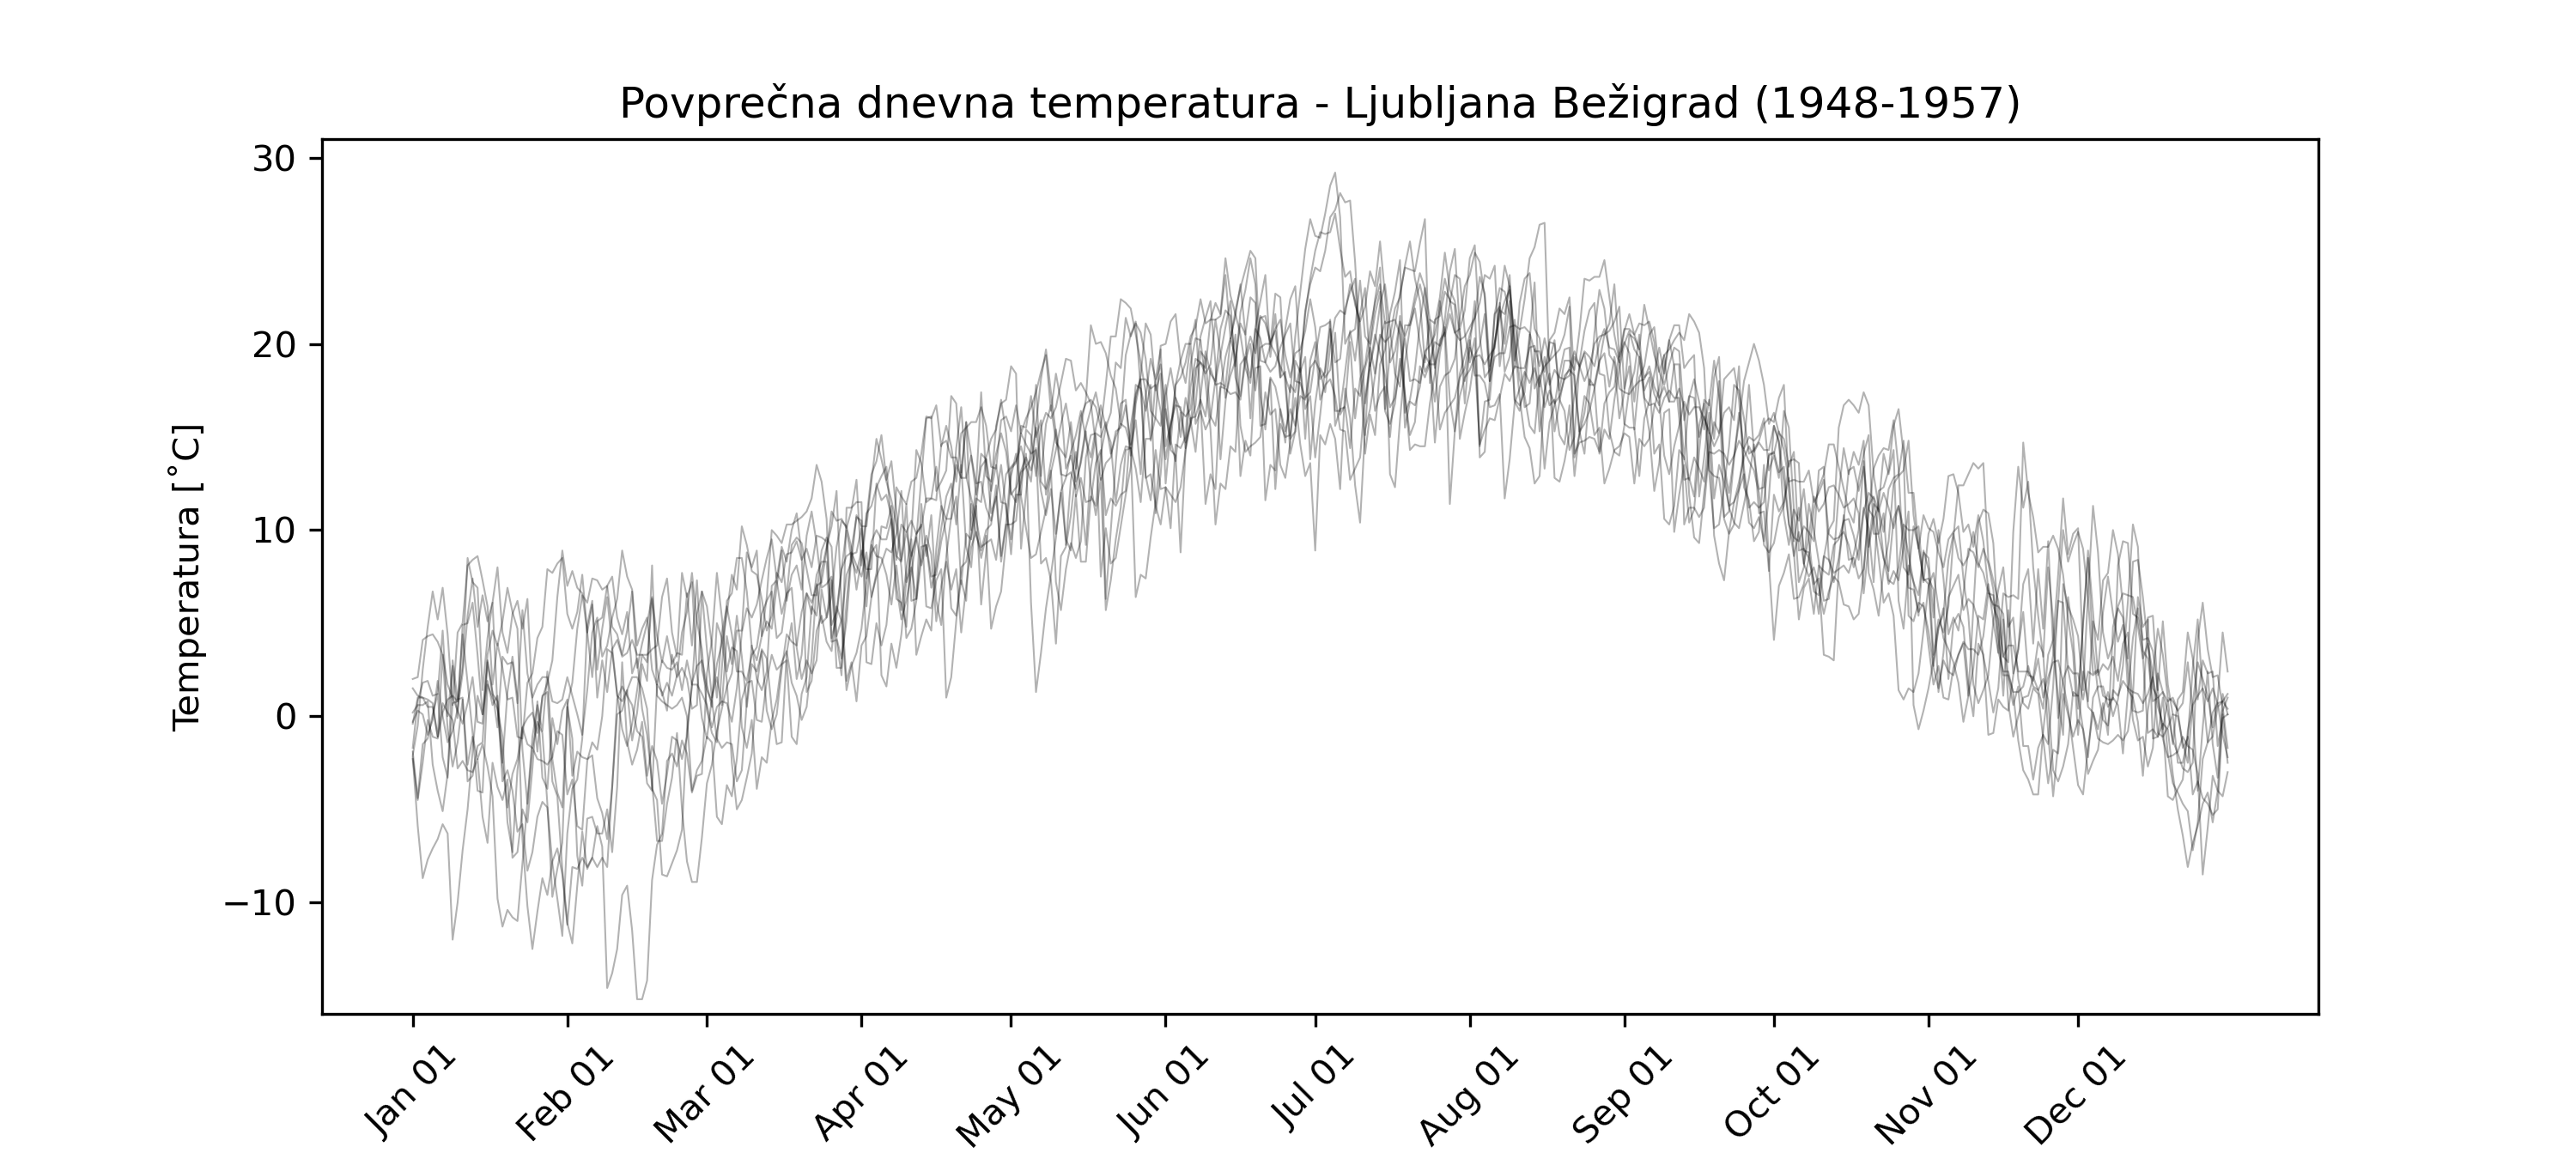 Povprečna dnevna temperatura - Ljubljana Bežigrad (1948-1957)
Temperatura [˚C]
30
20
10
0
−10
Jan 01
Feb 01
Mar 01
Apr 01
May 01
Jun 01
Jul 01
Aug 01
Sep 01
Oct 01
Nov 01
Dec 01